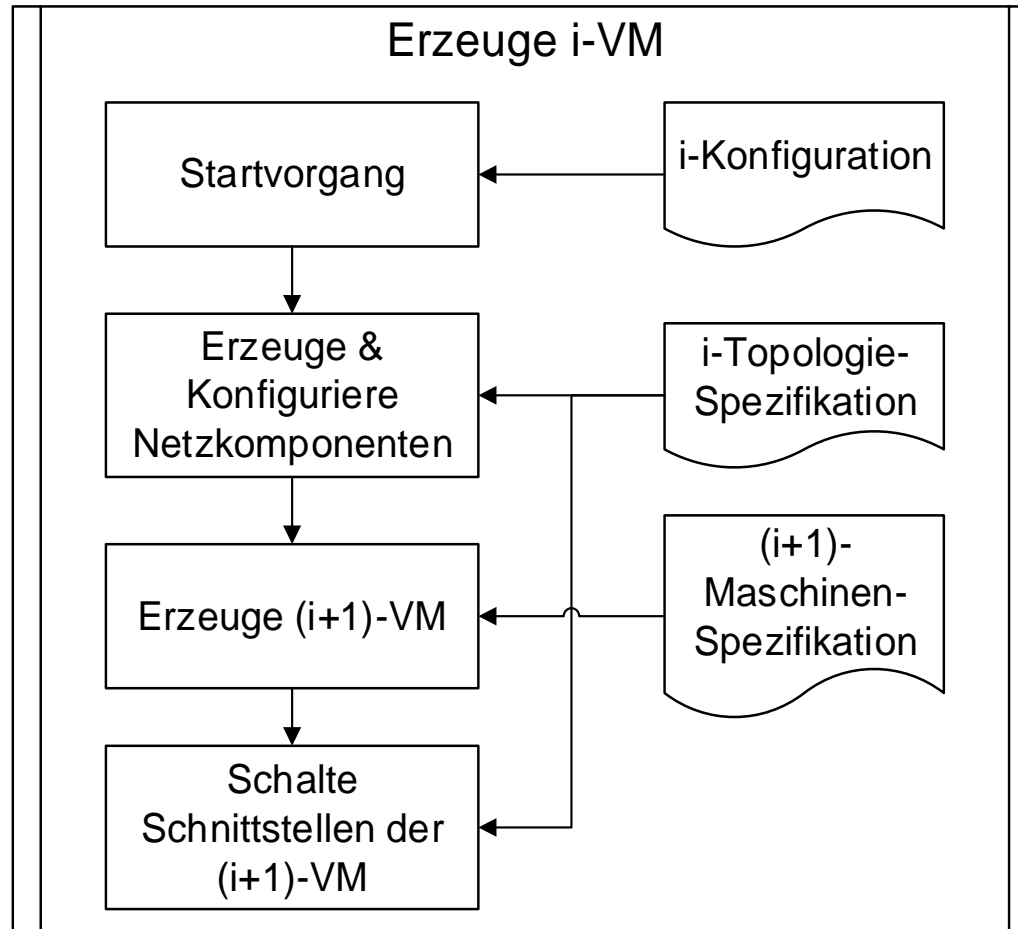 Erzeuge i-VM
Startvorgang
i-Konfiguration
Erzeuge &
Konfiguriere
Netzkomponenten
i-Topologie-
Spezifikation
Erzeuge (i+1)-VM
(i+1)-
Maschinen-
Spezifikation
Schalte
Schnittstellen der
(i+1)-VM